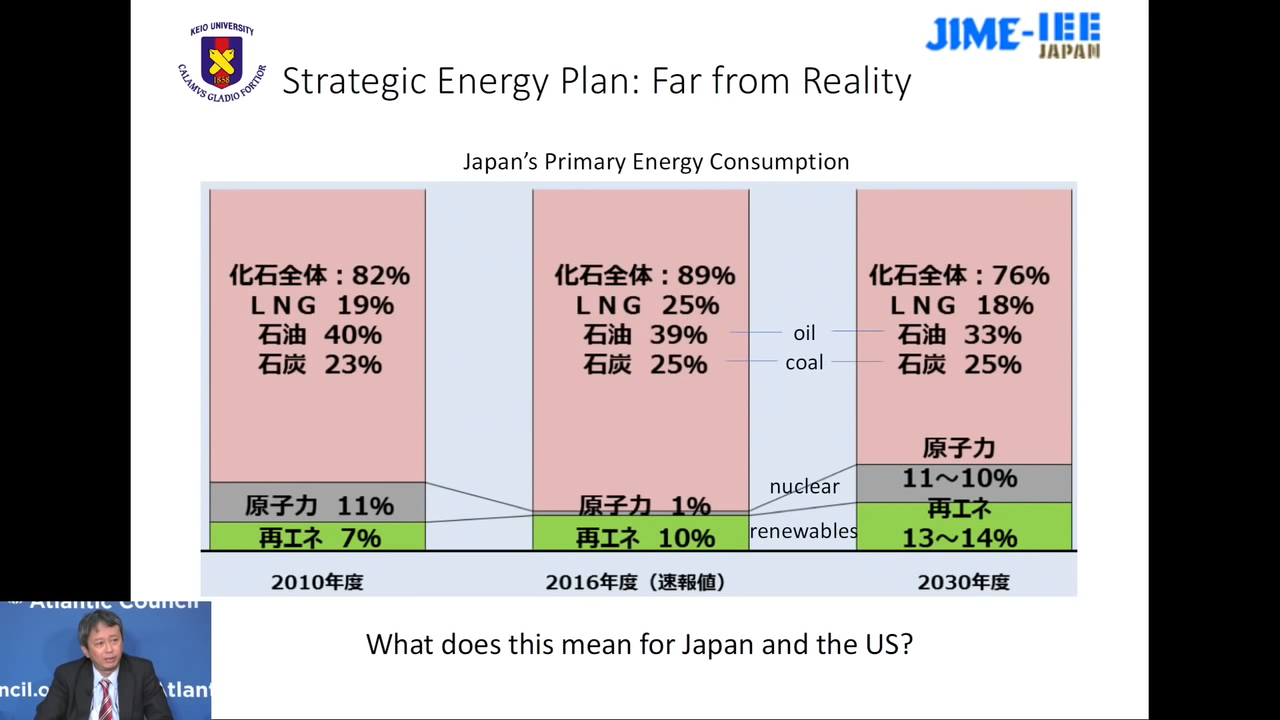 KEIO UNIVERSITY
1858
CALAMVS GLADIO FORTIOR
JIME-IEE
JAPAN
Strategic Energy Plan: Far from Reality
Japan's Primary Energy Consumption
化石全体：82%
ＬＮＧ 19%
石油 40%
石炭 23%
原子力 11%
再エネ 7%
2010年度
化石全体：89%
ＬＮＧ 25%
石油 39%
石炭 25%
原子力 1%
再エネ 10%
2016年度（速報値）
oil
coal
nuclear
renewables
化石全体：76%
ＬＮＧ 18%
石油 33%
石炭 25%
原子力
11～10%
再エネ
13～14%
2030年度
What does this mean for Japan and the US?
Atlantic Council
ncil.o
Atlant